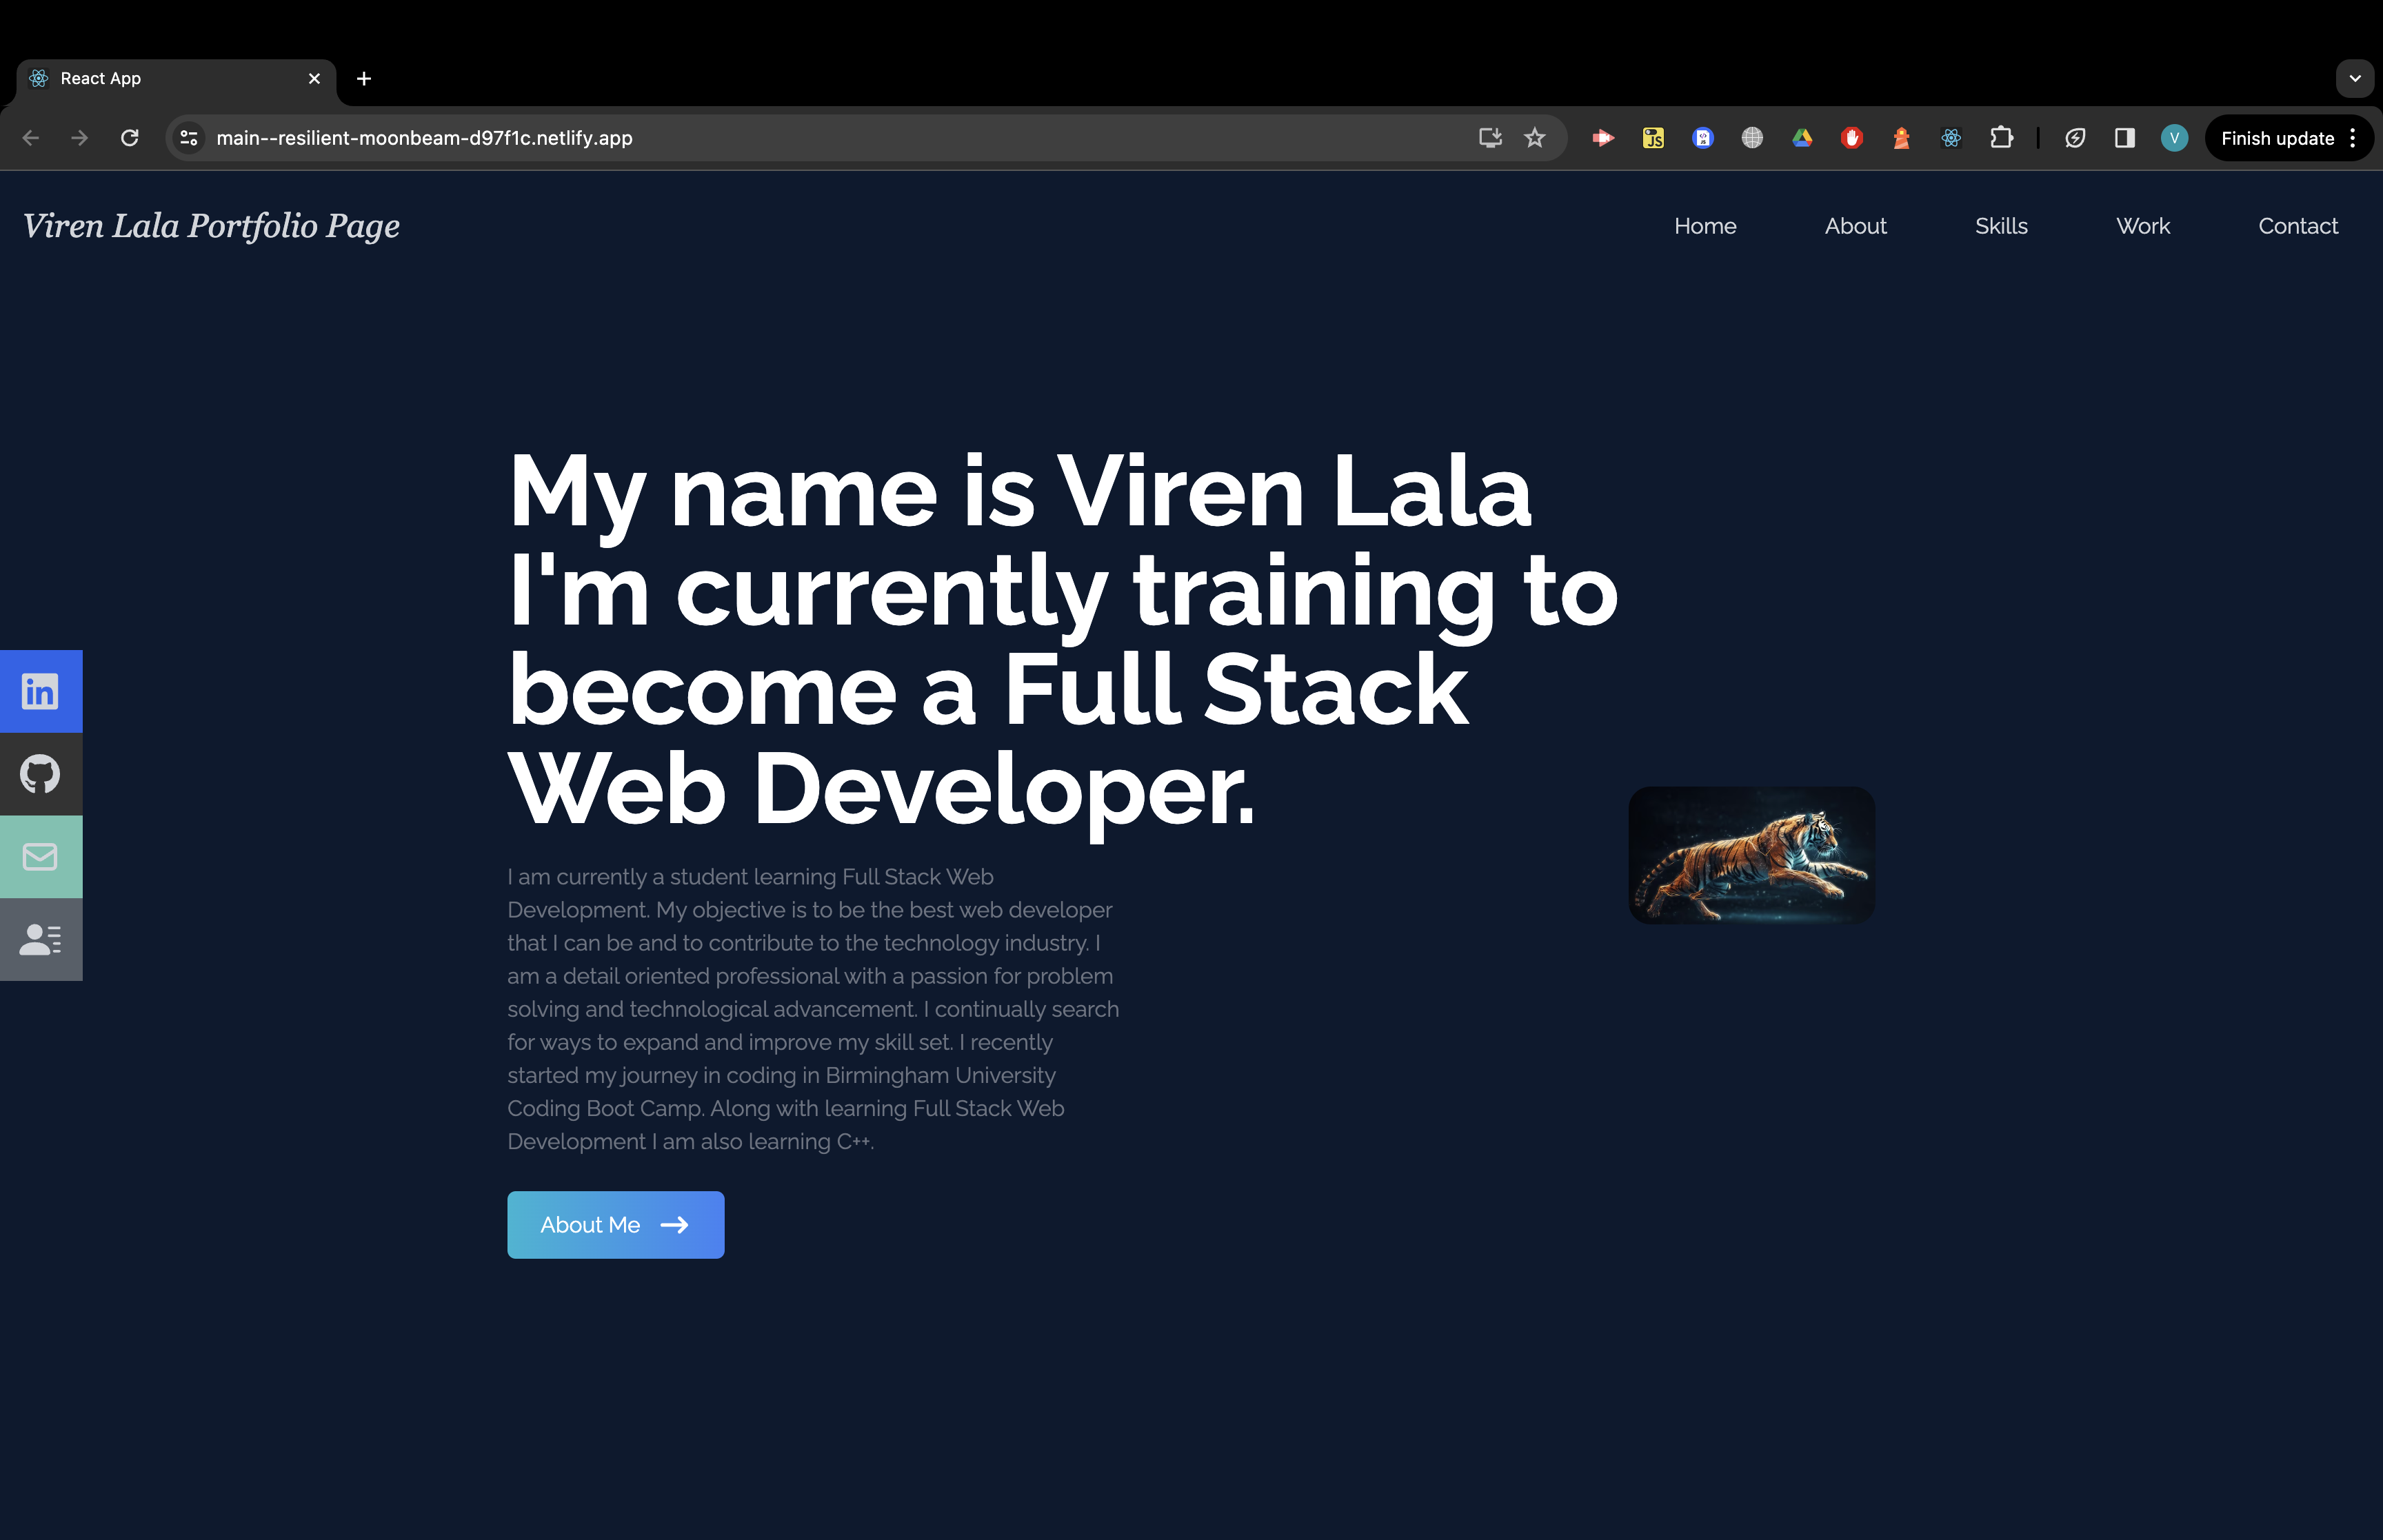 React App
main--resilient-moonbeam-d97f1c.netlify.app
JS
V
Finish update
Viren Lala Portfolio Page
Home
About
Skills
Work
Contact
My name is Viren Lala
I'm currently training to
become a Full Stack
Web Developer.
in
I am currently a student learning Full Stack Web
Development. My objective is to be the best web developer
that I can be and to contribute to the technology industry. I
am a detail oriented professional with a passion for problem
solving and technological advancement. I continually search
for ways to expand and improve my skill set. I recently
started my journey in coding in Birmingham University
Coding Boot Camp. Along with learning Full Stack Web
Development I am also learning C++.
About Me